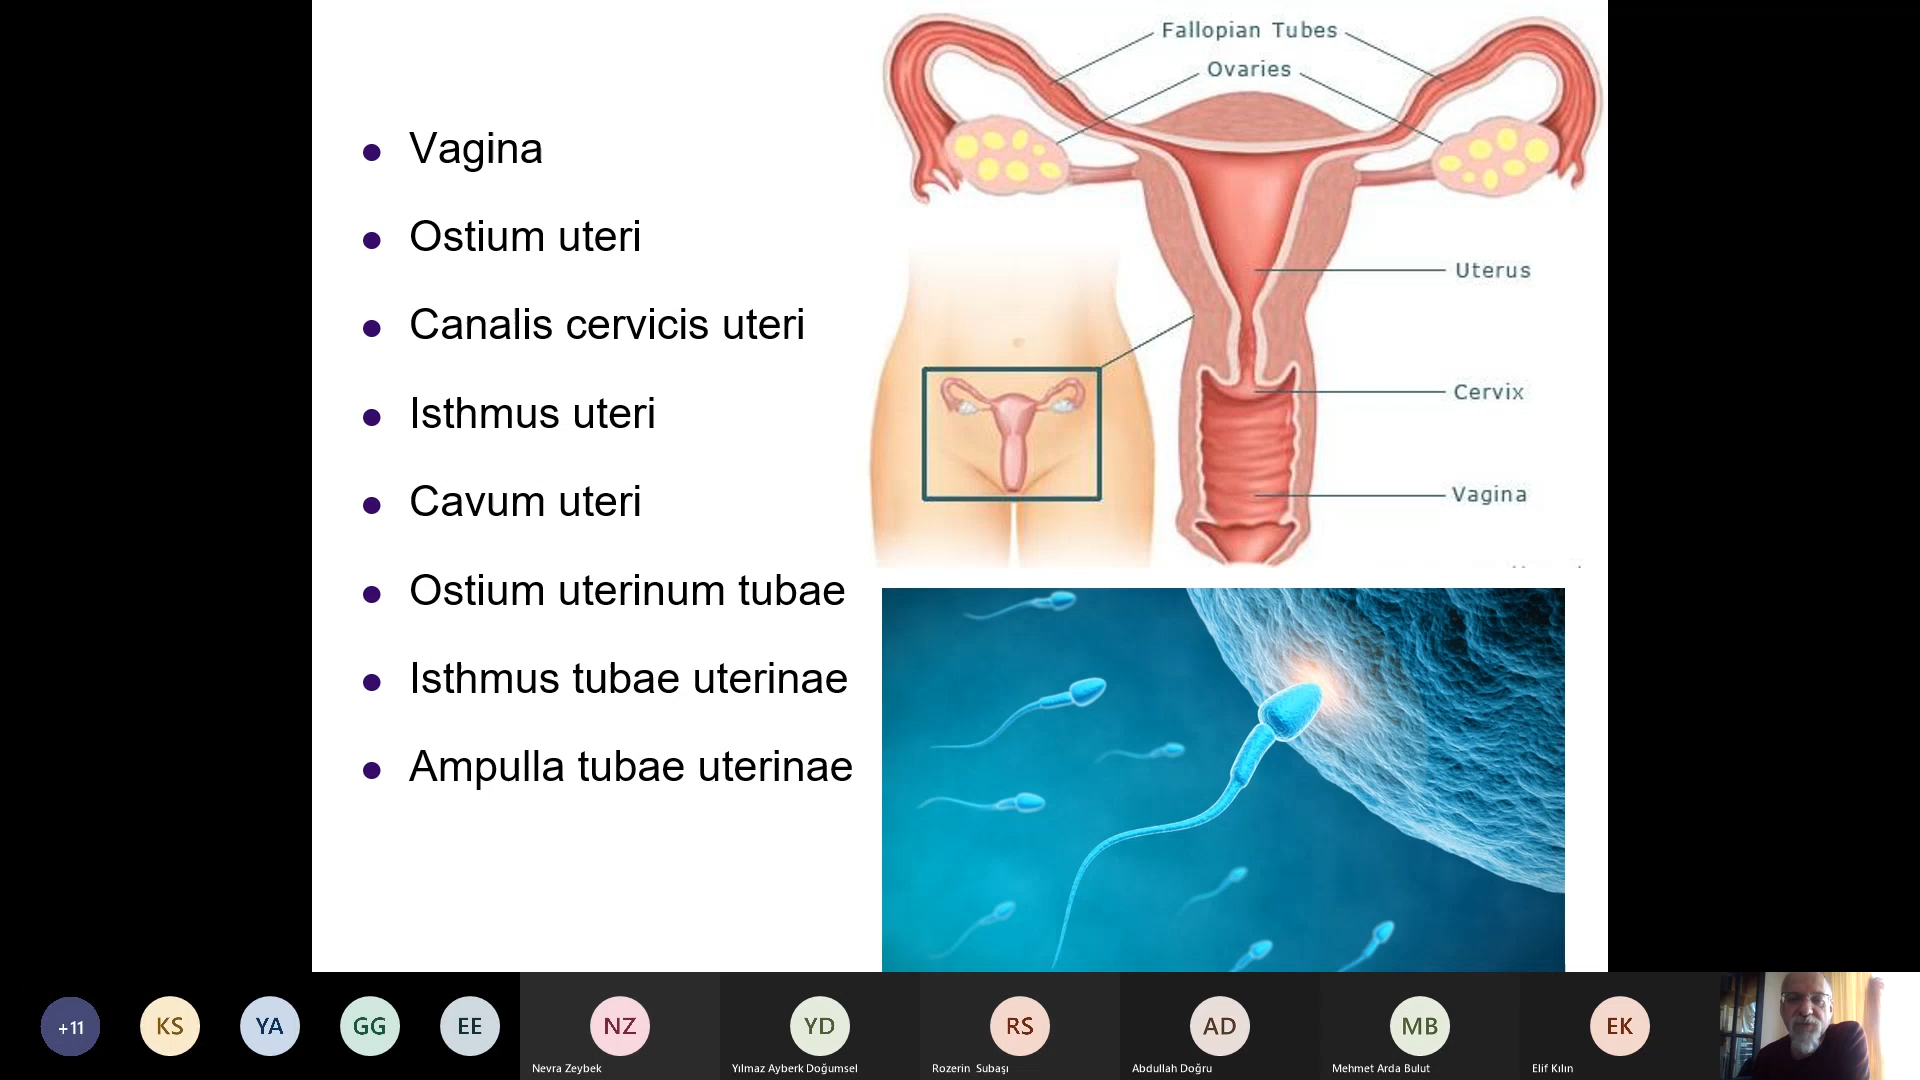 Vagina
Ostium uteri
Canalis cervicis uteri
Isthmus uteri
Cavum uteri
Ostium uterinum tubae
Isthmus tubae uterinae
Ampulla tubae uterinae
Fallopian Tubes
Ovaries
Uterus
Cervix
Vagina
+11
KS
YA
GG
EE
NZ
Nevra Zeybek
YD
Yılmaz Ayberk Doğumsel
RS
Rozerin Subaşı
AD
Abdullah Doğru
MB
Mehmet Arda Bulut
EK
Elif Kılın